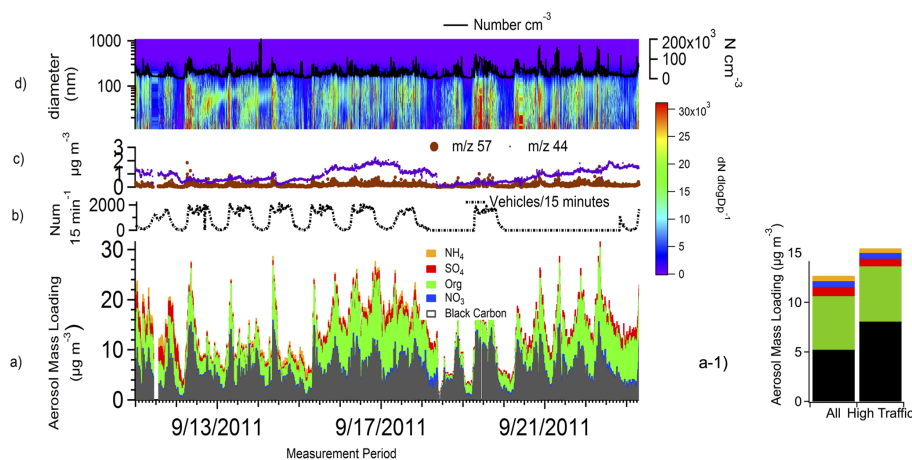 Number cm-3
d)
diameter
(nm)
1000
100
200x10³
100
0
N cm-3
c)
µg m-3
3
2
1
0
m/z 57
m/z 44
b)
Num
15 min-1
2000
0
Vehicles/15 minutes
30x10³
25
20
15
10
5
0
dN dlogDp-1
a)
Aerosol Mass Loading
(µg m-3)
30
20
10
0
NH4
SO4
Org
NO3
Black Carbon
9/13/2011
9/17/2011
9/21/2011
Measurement Period
a-1)
Aerosol Mass Loading (µg m-3)
15
10
5
0
All
High Traffic